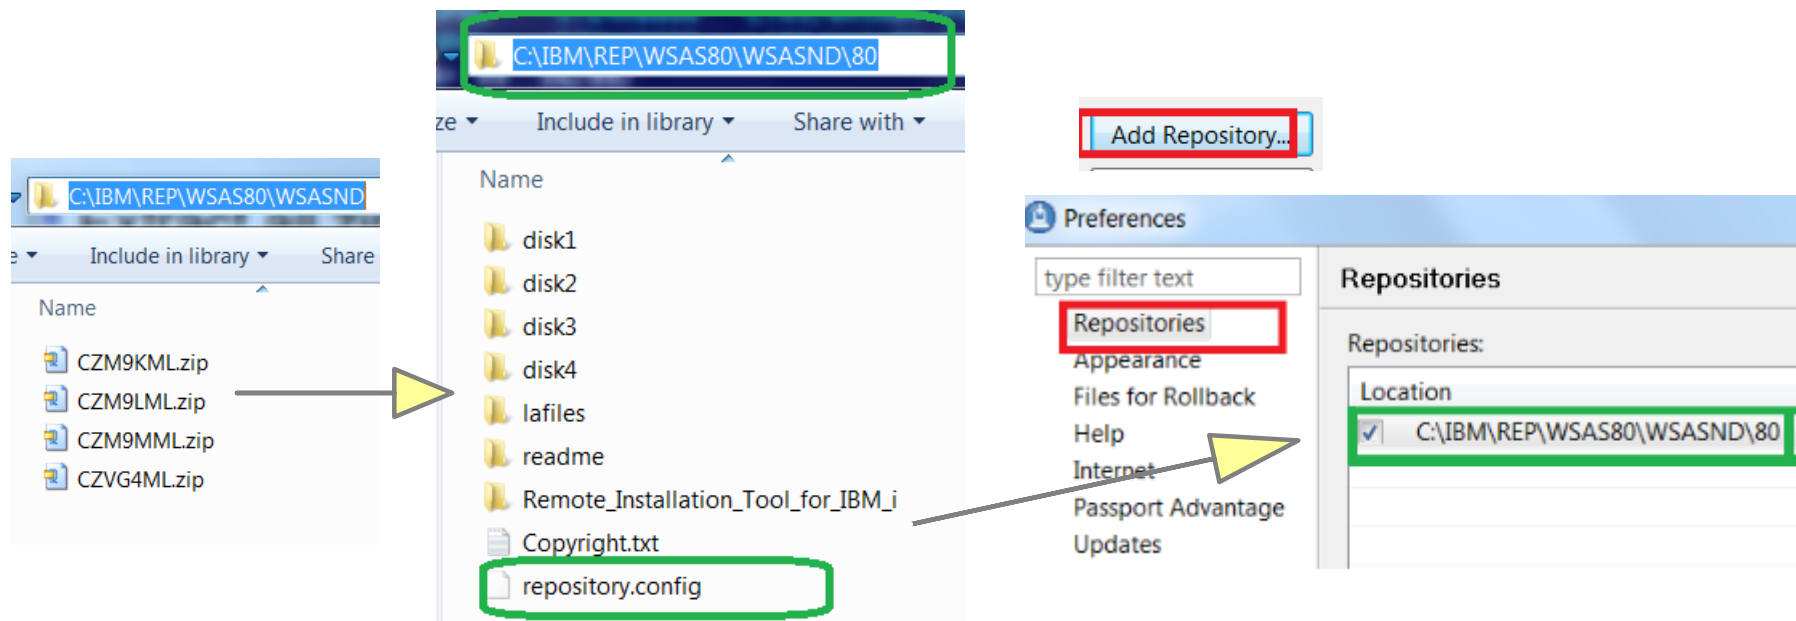 C:\IBM\REP\WSAS80\WSASND
e Include in library Share
Name
CZM9KML.zip
CZM9LML.zip
CZM9MML.zip
CZVG4ML.zip
C:\IBM\REP\WSAS80\WSASND\80
ze Include in library Share with
Name
disk1
disk2
disk3
disk4
lafiles
readme
Remote_Installation_Tool_for_IBM_i
Copyright.txt
repository.config
Add Repository...
Preferences
type filter text
Repositories
Appearance
Files for Rollback
Help
Internet
Passport Advantage
Updates
Repositories
Repositories:
Location
C:\IBM\REP\WSAS80\WSASND\80